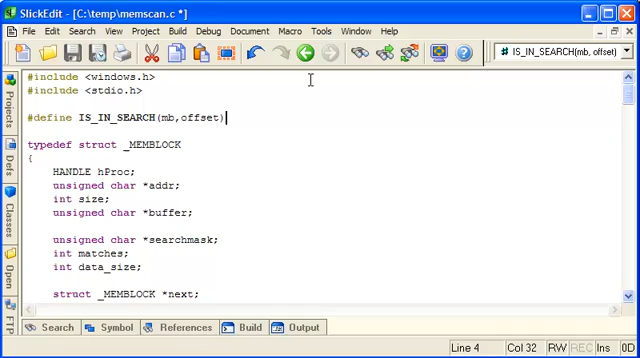 SlickEdit - [C:\temp\memscan.c *]
File Edit Search View Project Build Debug Document Macro Tools Window Help
# IS_IN_SEARCH(mb, offset)
#include <windows.h>
#include <stdio.h>
#define IS_IN_SEARCH(mb,offset)
typedef struct _MEMBLOCK
{
HANDLE hProc;
unsigned char *addr;
int size;
unsigned char *buffer;
unsigned char *searchmask;
int matches;
int data_size;
struct _MEMBLOCK *next;
Projects
Defs
Classes
Open
FTP
Search Symbol References Build Output
Line 4 Col 32 RW REC Ins 0D